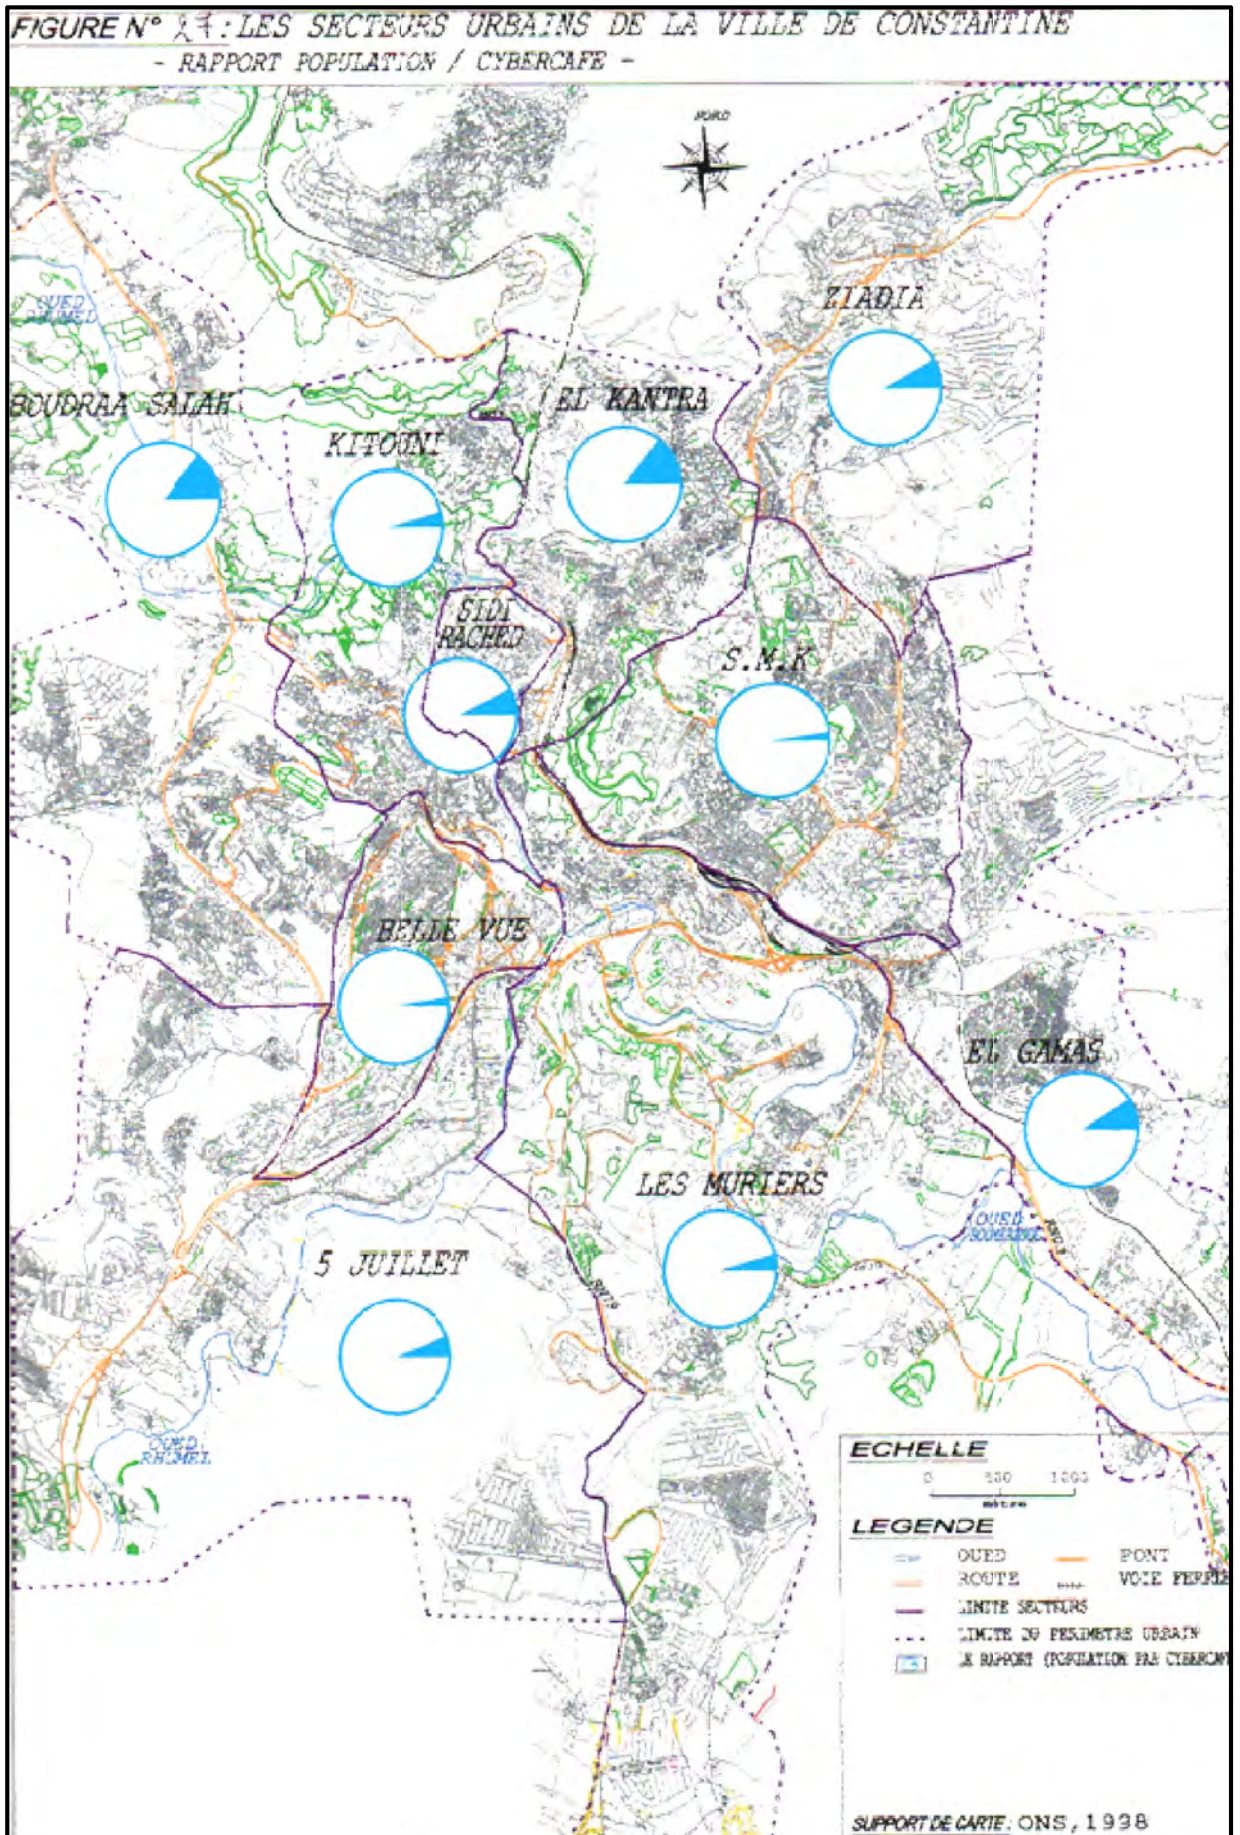 FIGURE N° : LES SECTEURS URBAINS DE LA VILLE DE CONSTANTINE
- RAPPORT POPULATION / CYBERCAFE -
NORD
ZIADIA
OUED
RHUMEL
BOUDRAA SALAH
EL KANTRA
KITOUNI
SIDI
RACHED
S.M.K
BELLE VUE
EL GAMAS
LES MURIERS
OUED
5 JUILLET
OUED
RHUMEL
ECHELLE
0 500 1000
mètre
LEGENDE
OUED
PONT
ROUTE
VOIE FERREE
LIMITE SECTEURS
LIMITE DU PERIMETRE URBAIN
LE RAPPORT (POPULATION PAR CYBERCAFE
SUPPORT DE CARTE: ONS, 1998